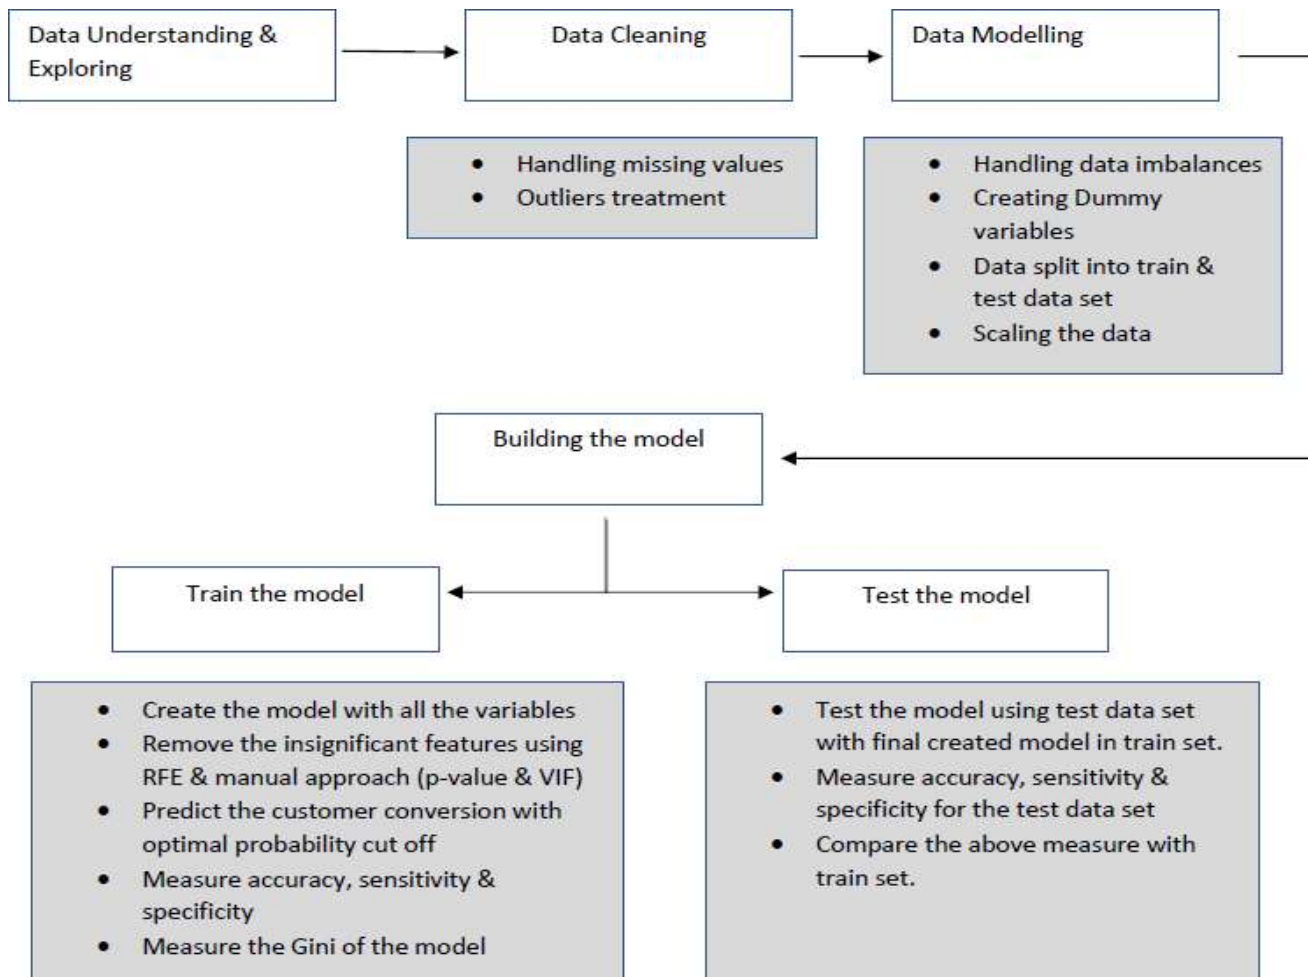 Data Understanding &
Exploring
Data Cleaning
Data Modelling
• Handling missing values
• Outliers treatment
• Handling data imbalances
• Creating Dummy
variables
• Data split into train &
test data set
• Scaling the data
Building the model
Train the model
Test the model
• Create the model with all the variables
• Remove the insignificant features using
RFE & manual approach (p-value & VIF)
• Predict the customer conversion with
optimal probability cut off
• Measure accuracy, sensitivity &
specificity
• Measure the Gini of the model
• Test the model using test data set
with final created model in train set.
• Measure accuracy, sensitivity &
specificity for the test data set
• Compare the above measure with
train set.